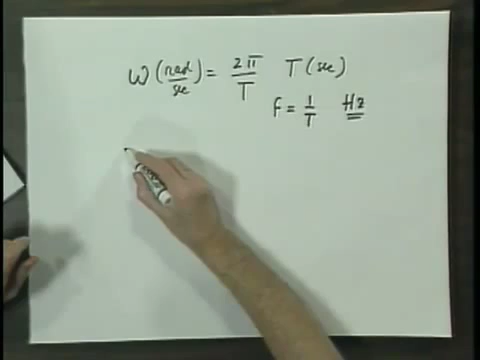 ω (rad/sec) = 2π/T T (sec)
f = 1/T Hz